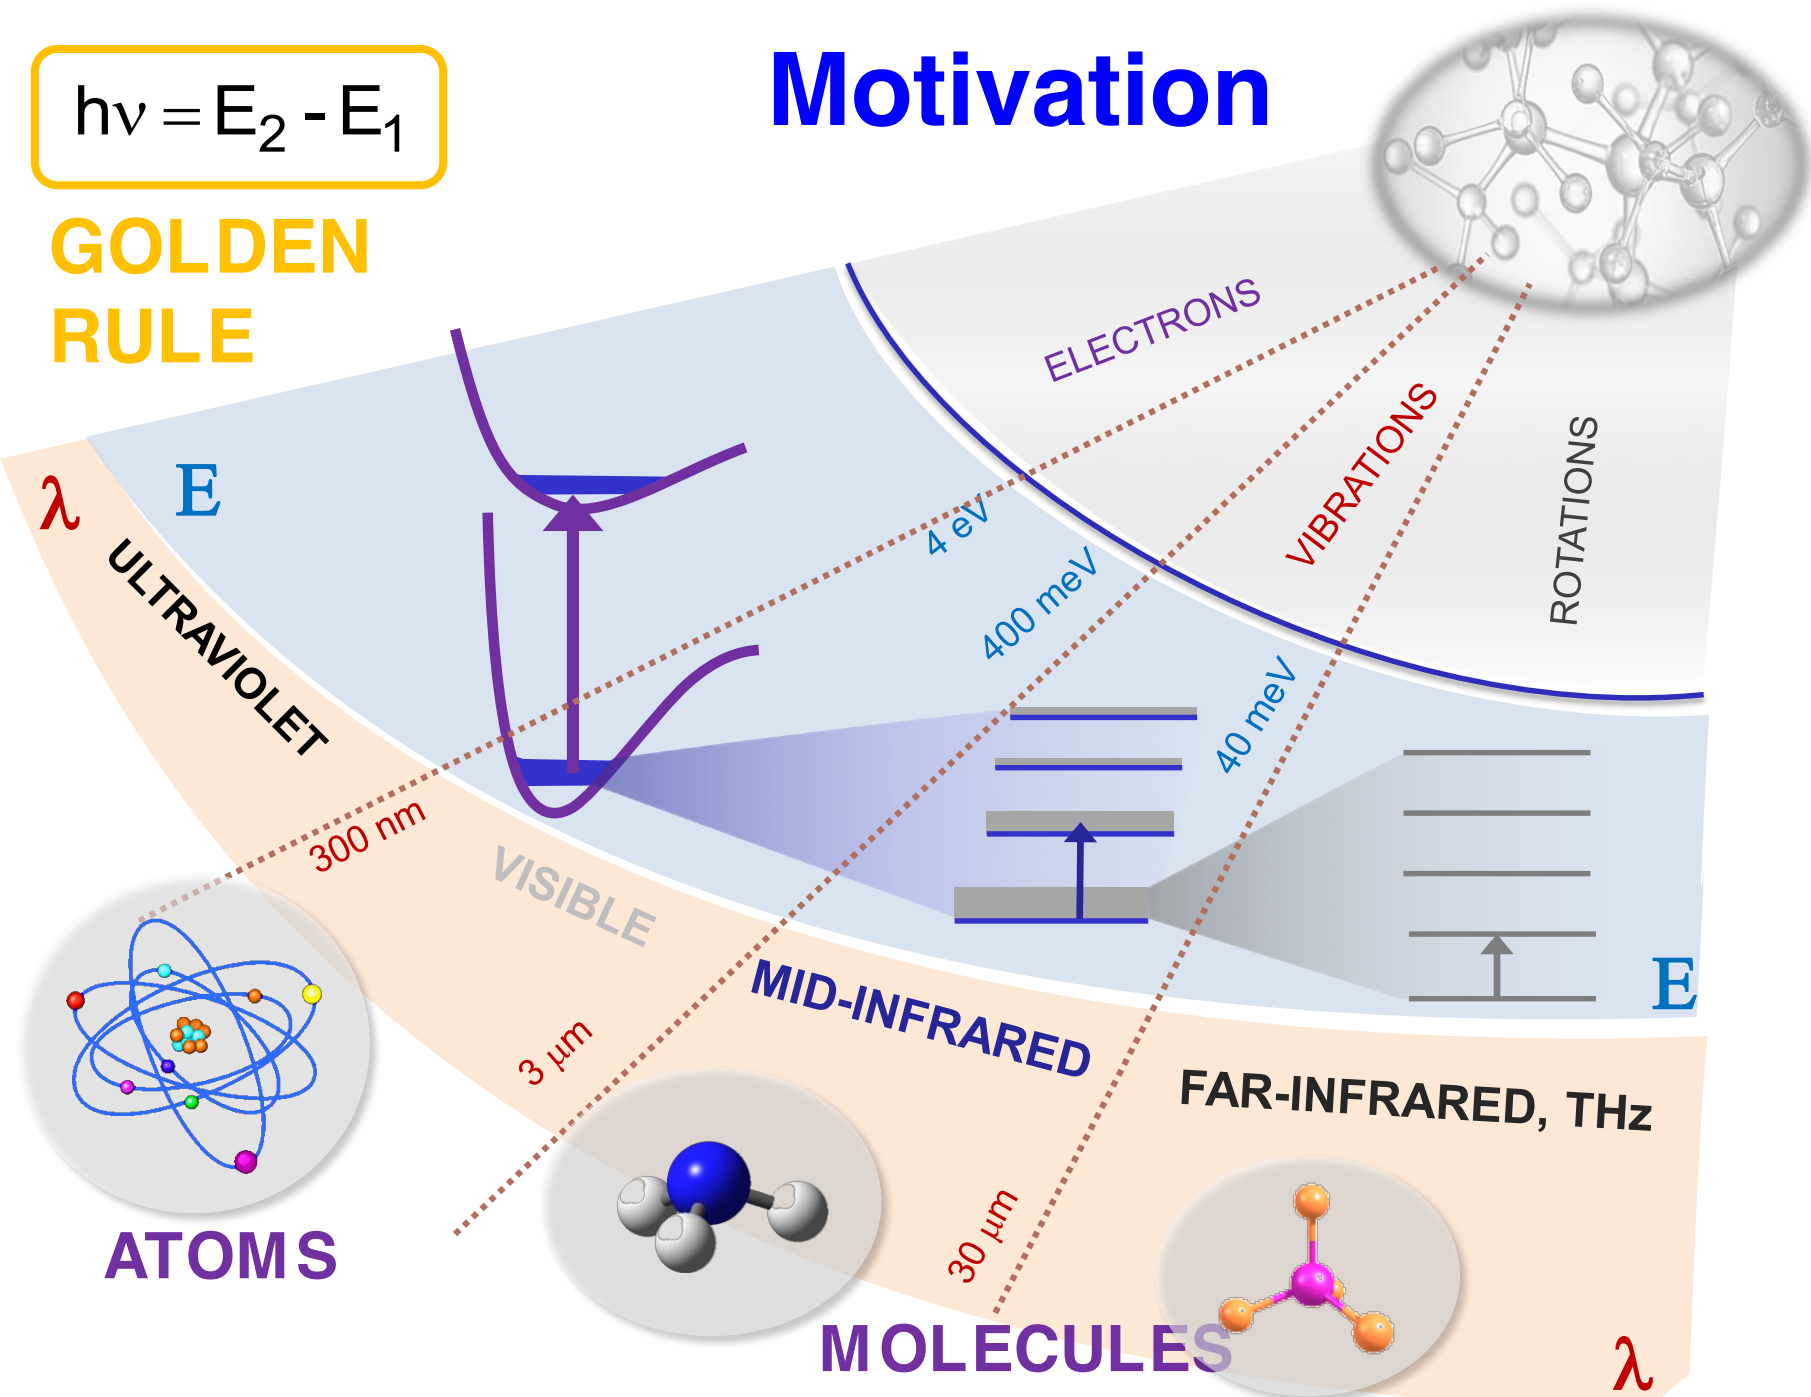 Motivation
hν = E2 - E1
GOLDEN
RULE
ELECTRONS
VIBRATIONS
ROTATIONS
λ
E
4 eV
400 meV
40 meV
ULTRAVIOLET
300 nm
VISIBLE
MID-INFRARED
E
3 μm
FAR-INFRARED, THz
30 μm
ATOMS
MOLECULES
λ